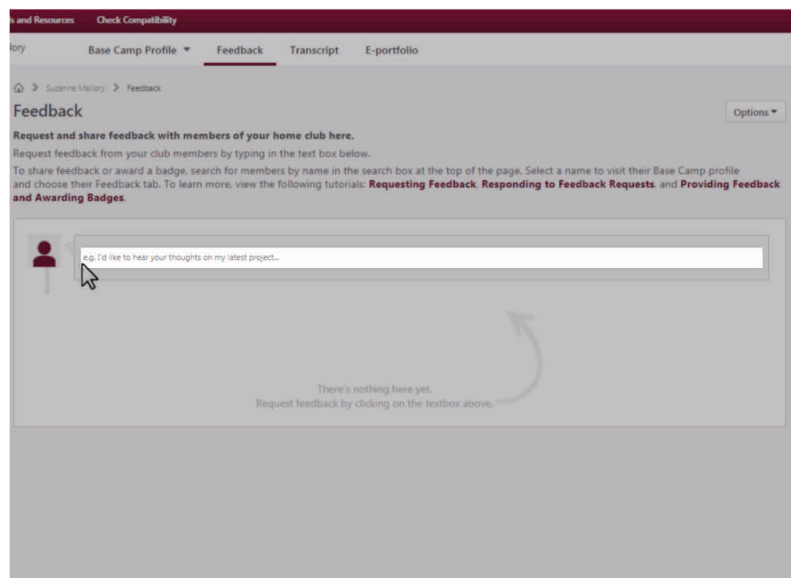 s and Resources Check Compatibility
lory Base Camp Profile Feedback Transcript E-portfolio
Suzanne Mallory Feedback
Feedback
Options
Request and share feedback with members of your home club here.
Request feedback from your club members by typing in the text box below.
To share feedback or award a badge, search for members by name in the search box at the top of the page. Select a name to visit their Base Camp profile
and choose their Feedback tab. To learn more, view the following tutorials: Requesting Feedback, Responding to Feedback Requests, and Providing Feedback
and Awarding Badges.
e.g. I'd like to hear your thoughts on my latest project...
There's nothing here yet.
Request feedback by clicking on the textbox above.